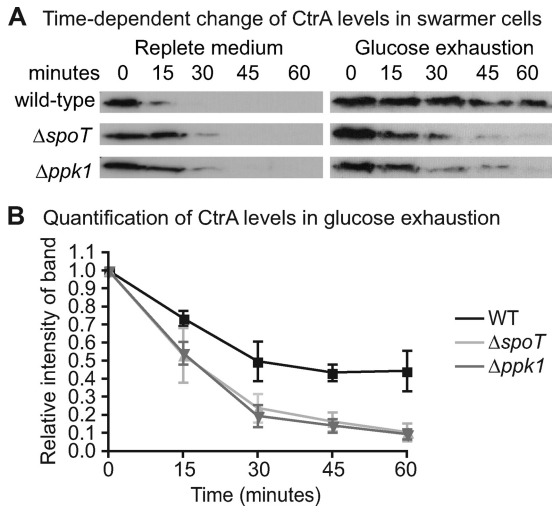 A Time-dependent change of CtrA levels in swarmer cells
Replete medium Glucose exhaustion
minutes 0 15 30 45 60 0 15 30 45 60
wild-type
ΔspoT
Δppk1
B Quantification of CtrA levels in glucose exhaustion
Relative intensity of band
1.1
1.0
0.9
0.8
0.7
0.6
0.5
0.4
0.3
0.2
0.1
0.0
WT
ΔspoT
Δppk1
0 15 30 45 60
Time (minutes)